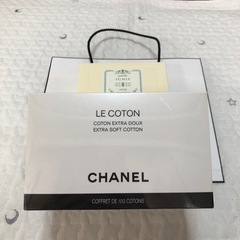 LE COTON
COTON EXTRA DOUX
EXTRA SOFT COTTON
CHANEL
COFFRET DE 100 COTONS